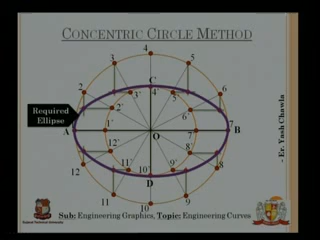 CONCENTRIC CIRCLE METHOD
4
3
5
C
2
3'
4'
5'
6
Required
Ellipse
2'
6'
A
1'
O
7'
7
B
12'
8'
12
11'
10'
9'
8
D
11
10
9
- Er. Yash Chawla
Sub: Engineering Graphics, Topic: Engineering Curves